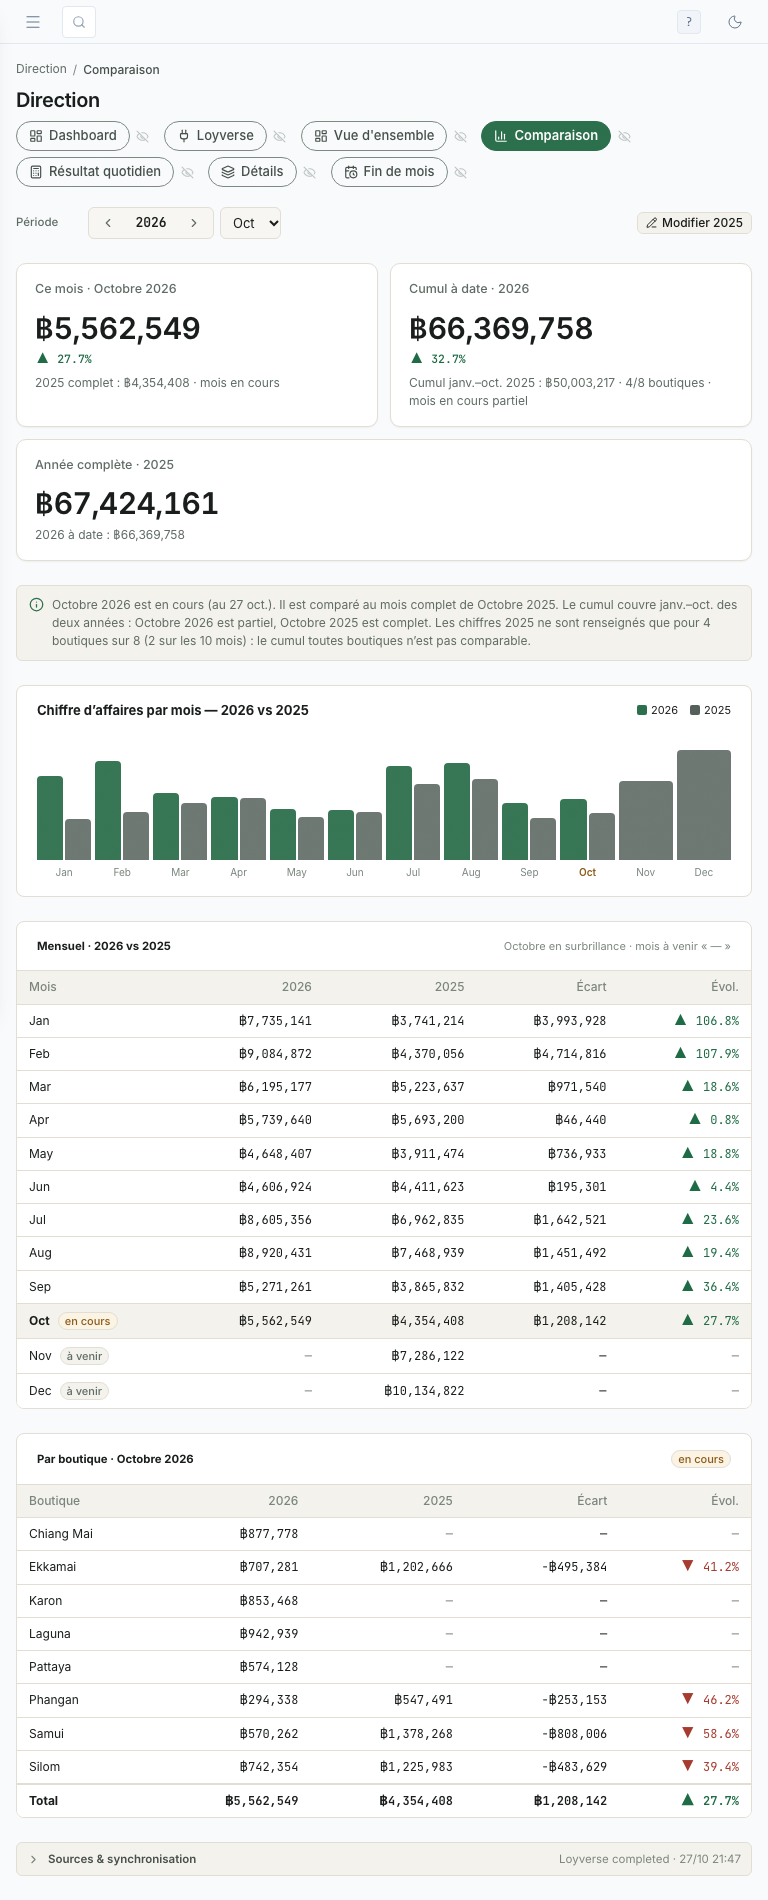 ?
Direction / Comparaison
Direction
Dashboard Loyverse Vue d'ensemble Comparaison
Résultat quotidien Détails Fin de mois
Période 2026 Oct Modifier 2025
Ce mois · Octobre 2026
฿5,562,549
▲ 27.7%
2025 complet : ฿4,354,408 · mois en cours
Cumul à date · 2026
฿66,369,758
▲ 32.7%
Cumul janv.–oct. 2025 : ฿50,003,217 · 4/8 boutiques ·
mois en cours partiel
Année complète · 2025
฿67,424,161
2026 à date : ฿66,369,758
Octobre 2026 est en cours (au 27 oct.). Il est comparé au mois complet de Octobre 2025. Le cumul couvre janv.–oct. des
deux années : Octobre 2026 est partiel, Octobre 2025 est complet. Les chiffres 2025 ne sont renseignés que pour 4
boutiques sur 8 (2 sur les 10 mois) : le cumul toutes boutiques n’est pas comparable.
Chiffre d’affaires par mois — 2026 vs 2025 2026 2025
Jan Feb Mar Apr May Jun Jul Aug Sep Oct Nov Dec
Mensuel · 2026 vs 2025 Octobre en surbrillance · mois à venir « — »
Mois 2026 2025 Écart Évol.
Jan ฿7,735,141 ฿3,741,214 ฿3,993,928 ▲ 106.8%
Feb ฿9,084,872 ฿4,370,056 ฿4,714,816 ▲ 107.9%
Mar ฿6,195,177 ฿5,223,637 ฿971,540 ▲ 18.6%
Apr ฿5,739,640 ฿5,693,200 ฿46,440 ▲ 0.8%
May ฿4,648,407 ฿3,911,474 ฿736,933 ▲ 18.8%
Jun ฿4,606,924 ฿4,411,623 ฿195,301 ▲ 4.4%
Jul ฿8,605,356 ฿6,962,835 ฿1,642,521 ▲ 23.6%
Aug ฿8,920,431 ฿7,468,939 ฿1,451,492 ▲ 19.4%
Sep ฿5,271,261 ฿3,865,832 ฿1,405,428 ▲ 36.4%
Oct en cours ฿5,562,549 ฿4,354,408 ฿1,208,142 ▲ 27.7%
Nov à venir — ฿7,286,122 — —
Dec à venir — ฿10,134,822 — —
Par boutique · Octobre 2026 en cours
Boutique 2026 2025 Écart Évol.
Chiang Mai ฿877,778 — — —
Ekkamai ฿707,281 ฿1,202,666 -฿495,384 ▼ 41.2%
Karon ฿853,468 — — —
Laguna ฿942,939 — — —
Pattaya ฿574,128 — — —
Phangan ฿294,338 ฿547,491 -฿253,153 ▼ 46.2%
Samui ฿570,262 ฿1,378,268 -฿808,006 ▼ 58.6%
Silom ฿742,354 ฿1,225,983 -฿483,629 ▼ 39.4%
Total ฿5,562,549 ฿4,354,408 ฿1,208,142 ▲ 27.7%
Sources & synchronisation Loyverse completed · 27/10 21:47